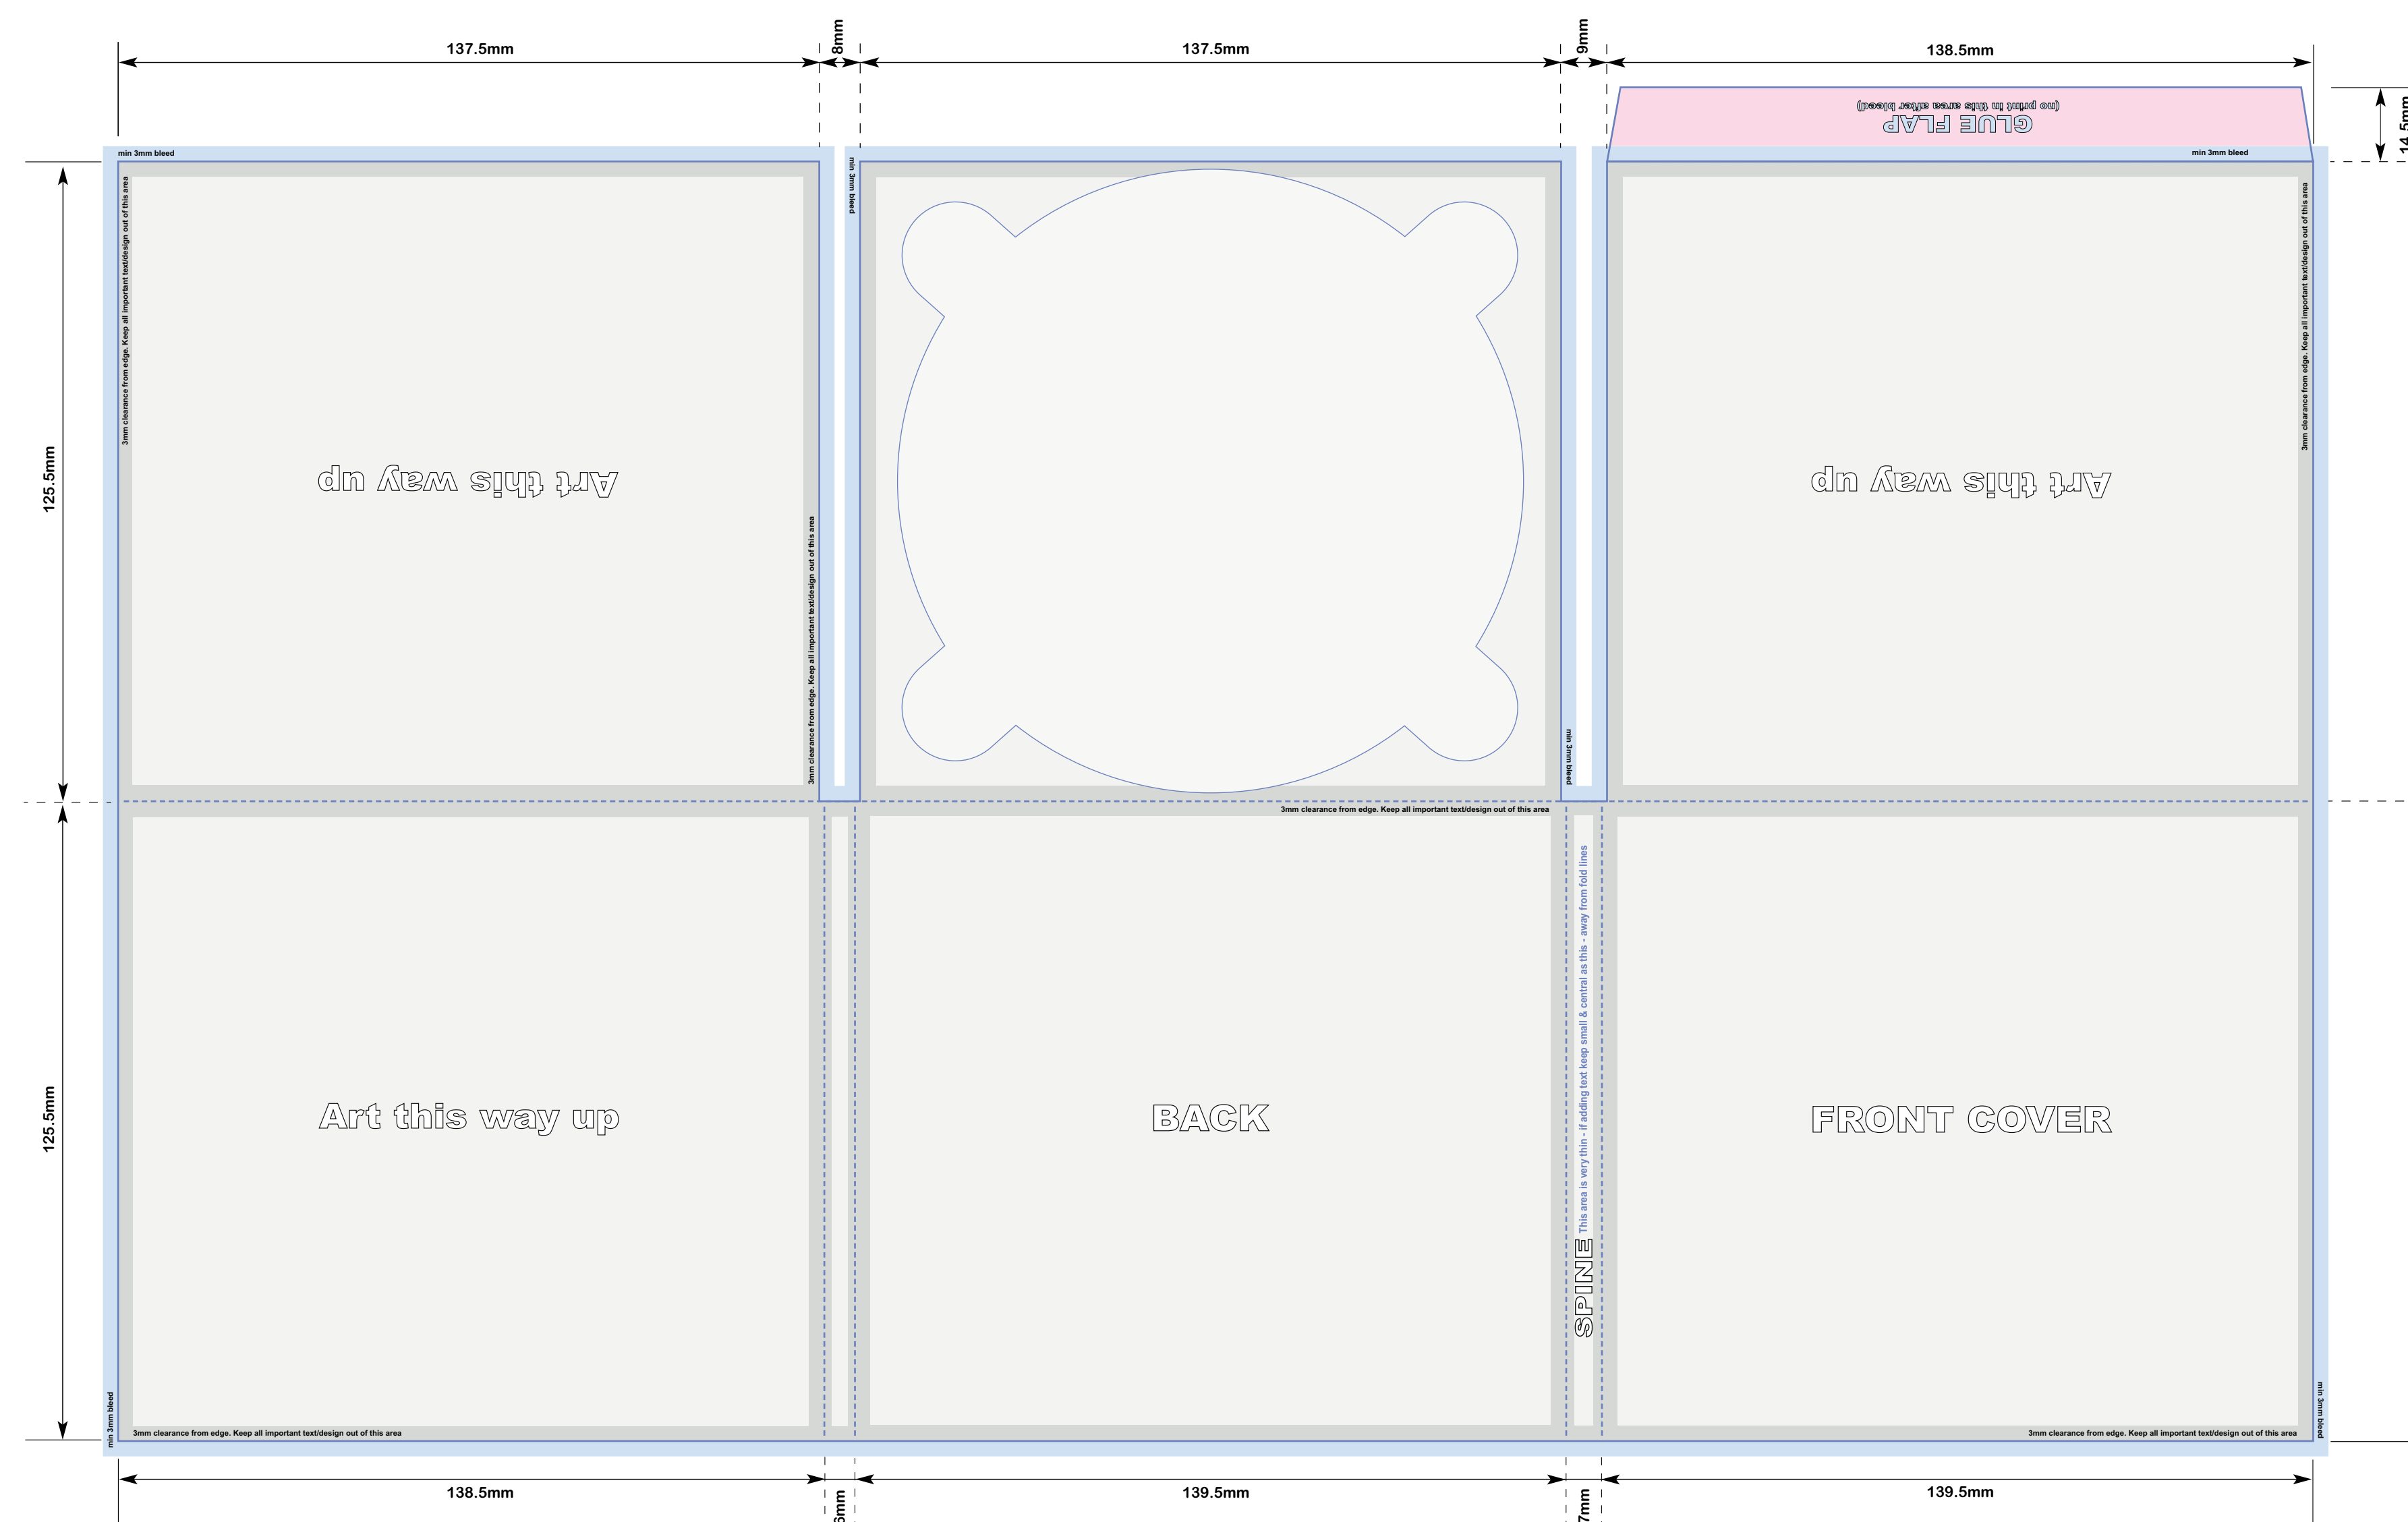 137.5mm
8mm
137.5mm
9mm
138.5mm
(no print in this area after bleed)
GLUE FLAP
14.5mm
min 3mm bleed
min 3mm bleed
min 3mm bleed
3mm clearance from edge. Keep all important text/design out of this area
3mm clearance from edge. Keep all important text/design out of this area
125.5mm
Art this way up
Art this way up
3mm clearance from edge. Keep all important text/design out of this area
min 3mm bleed
3mm clearance from edge. Keep all important text/design out of this area
125.5mm
Art this way up
BACK
SPINE This area is very thin - if adding text keep small & central as this - away from fold lines
FRONT COVER
min 3mm bleed
min 3mm bleed
3mm clearance from edge. Keep all important text/design out of this area
3mm clearance from edge. Keep all important text/design out of this area
138.5mm
6mm
139.5mm
7mm
139.5mm